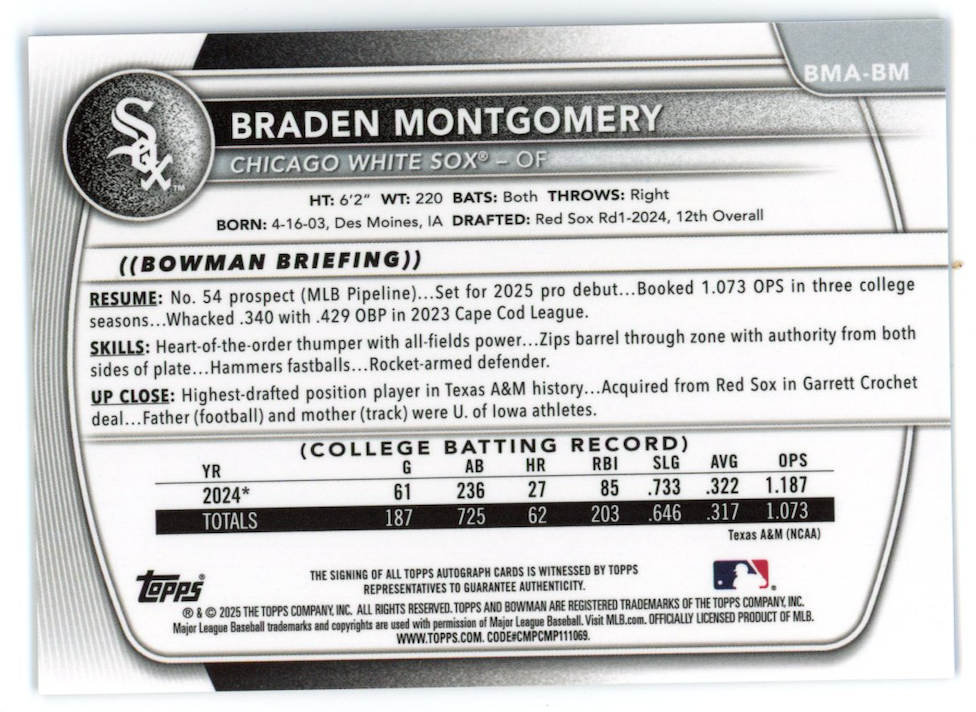 BMA-BM
Sox
TM
BRADEN MONTGOMERY
CHICAGO WHITE SOX® – OF
HT: 6'2" WT: 220 BATS: Both THROWS: Right
BORN: 4-16-03, Des Moines, IA DRAFTED: Red Sox Rd1-2024, 12th Overall
((BOWMAN BRIEFING))
RESUME: No. 54 prospect (MLB Pipeline)...Set for 2025 pro debut...Booked 1.073 OPS in three college
seasons...Whacked .340 with .429 OBP in 2023 Cape Cod League.
SKILLS: Heart-of-the-order thumper with all-fields power...Zips barrel through zone with authority from both
sides of plate...Hammers fastballs...Rocket-armed defender.
UP CLOSE: Highest-drafted position player in Texas A&M history...Acquired from Red Sox in Garrett Crochet
deal...Father (football) and mother (track) were U. of Iowa athletes.
(COLLEGE BATTING RECORD)
YR G AB HR RBI SLG AVG OPS
2024* 61 236 27 85 .733 .322 1.187
TOTALS 187 725 62 203 .646 .317 1.073
Texas A&M (NCAA)
topps®
THE SIGNING OF ALL TOPPS AUTOGRAPH CARDS IS WITNESSED BY TOPPS
REPRESENTATIVES TO GUARANTEE AUTHENTICITY.
® & © 2025 THE TOPPS COMPANY, INC. ALL RIGHTS RESERVED. TOPPS AND BOWMAN ARE REGISTERED TRADEMARKS OF THE TOPPS COMPANY, INC.
Major League Baseball trademarks and copyrights are used with permission of Major League Baseball. Visit MLB.com. OFFICIALLY LICENSED PRODUCT OF MLB.
WWW.TOPPS.COM. CODE#CMPCMP111069.